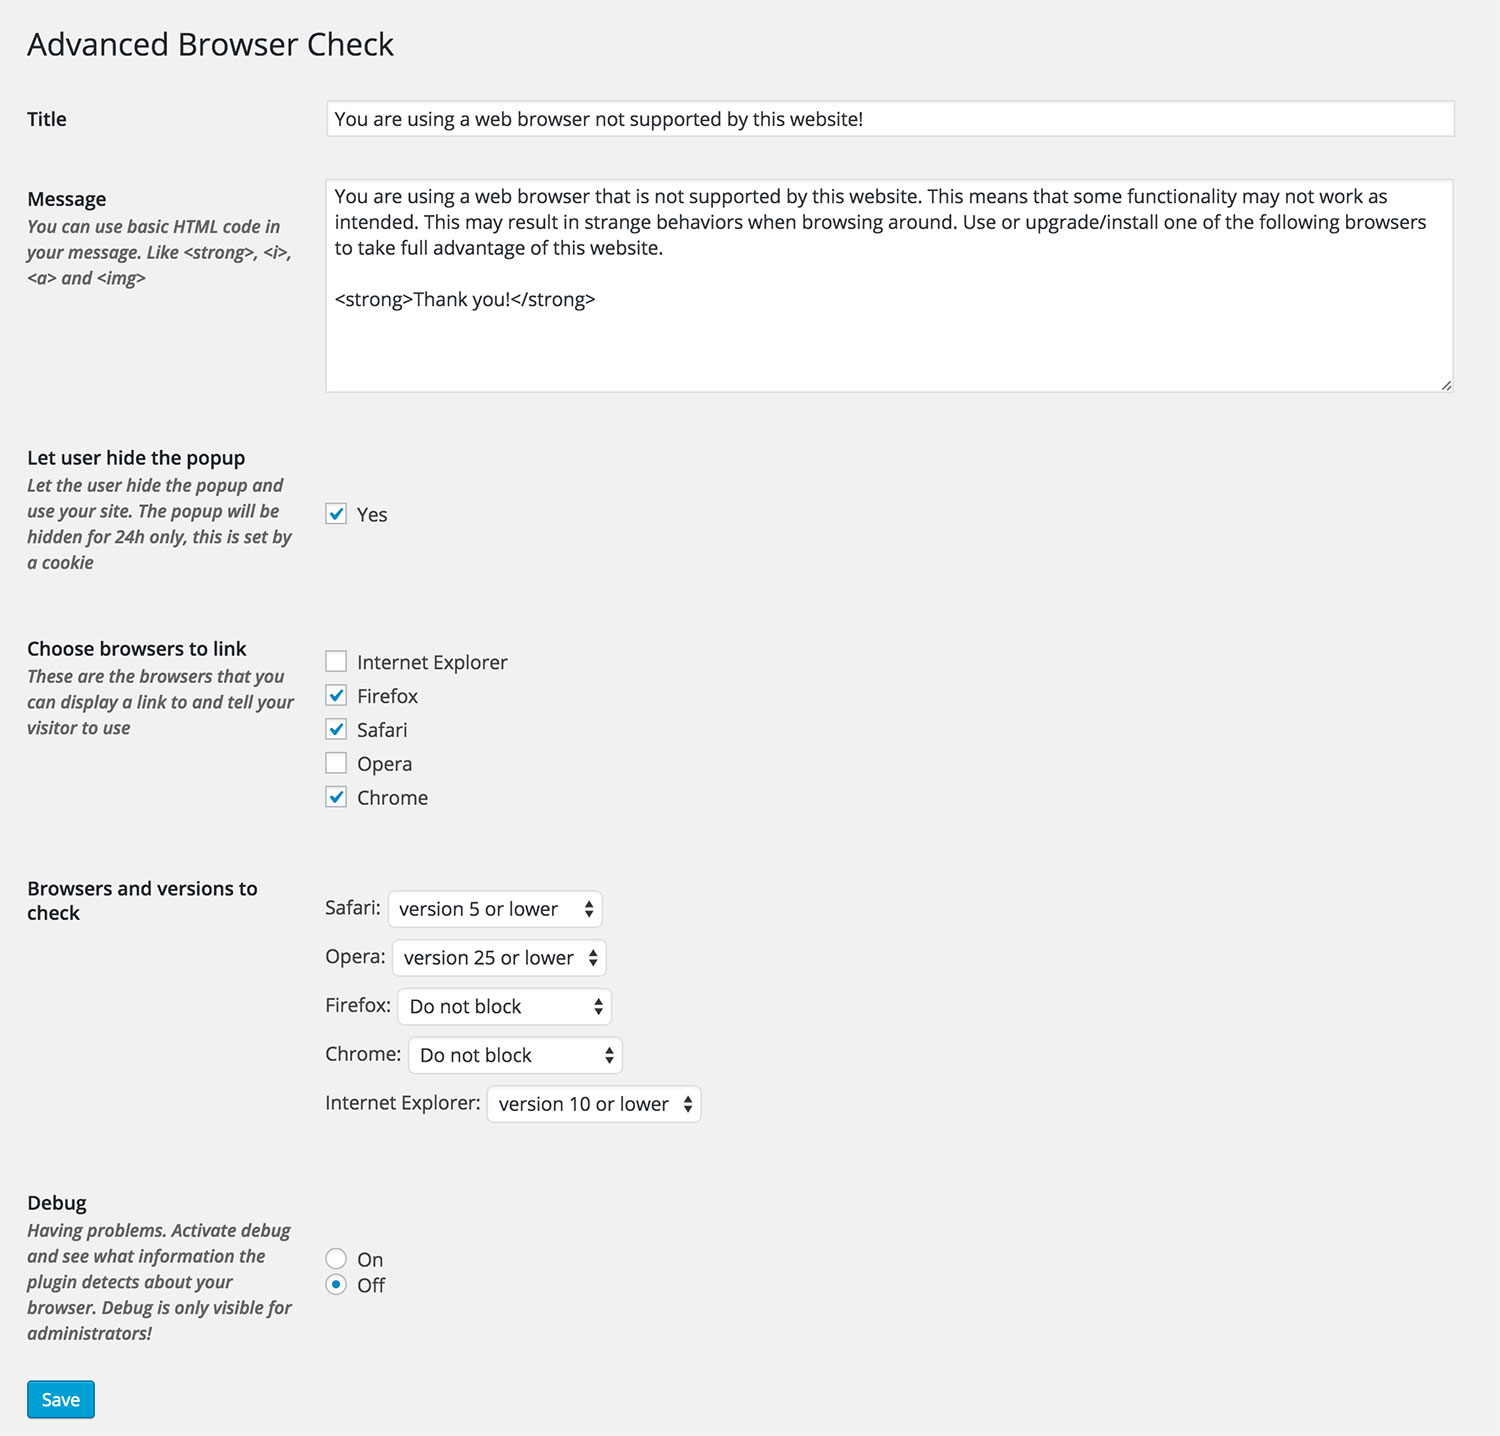 Advanced Browser Check
Title
You are using a web browser not supported by this website!
Message
You can use basic HTML code in
your message. Like <strong>, <i>,
<a> and <img>
You are using a web browser that is not supported by this website. This means that some functionality may not work as
intended. This may result in strange behaviors when browsing around. Use or upgrade/install one of the following browsers
to take full advantage of this website.
<strong>Thank you!</strong>
Let user hide the popup
Let the user hide the popup and
use your site. The popup will be
hidden for 24h only, this is set by
a cookie
Yes
Choose browsers to link
These are the browsers that you
can display a link to and tell your
visitor to use
Internet Explorer
Firefox
Safari
Opera
Chrome
Browsers and versions to
check
Safari: version 5 or lower
Opera: version 25 or lower
Firefox: Do not block
Chrome: Do not block
Internet Explorer: version 10 or lower
Debug
Having problems. Activate debug
and see what information the
plugin detects about your
browser. Debug is only visible for
administrators!
On
Off
Save